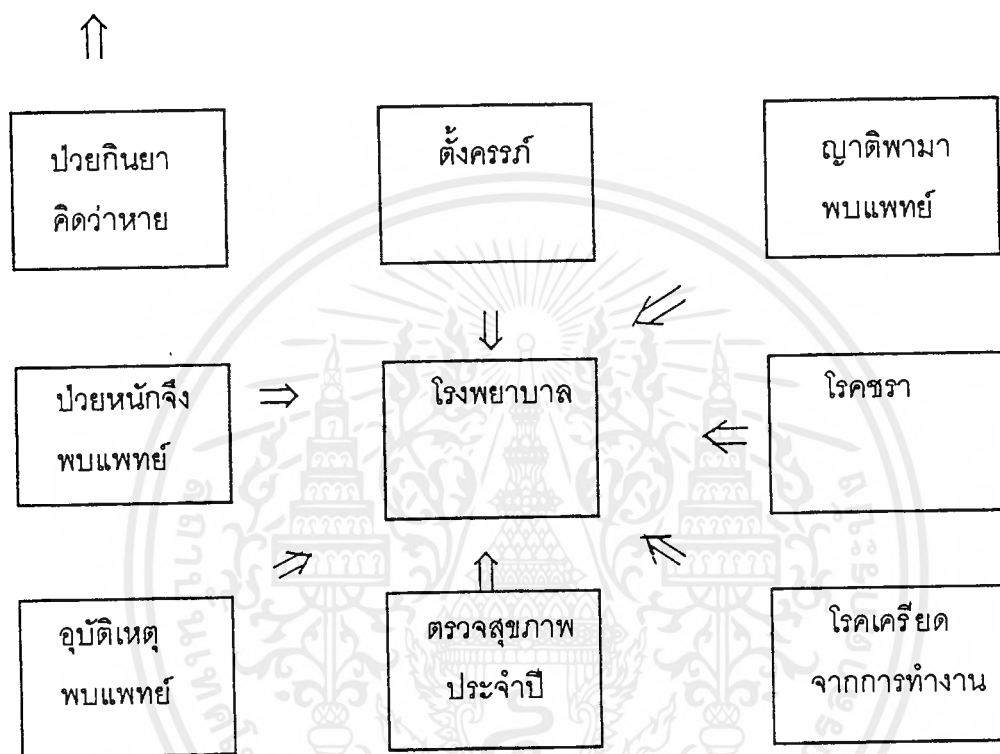 ป่วยกินยา
คิดว่าหาย
ตั้งครรภ์
ญาติพามา
พบแพทย์
ป่วยหนักจึง
พบแพทย์
โรงพยาบาล
โรคชรา
อุบัติเหตุ
พบแพทย์
ตรวจสุขภาพ
ประจำปี
โรคเครียด
จากการทำงาน